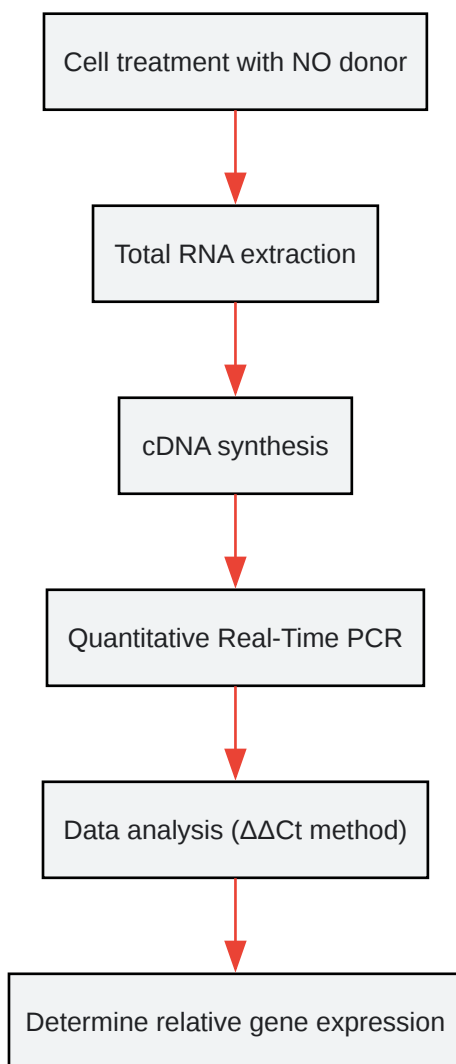 Cell treatment with NO donor
Total RNA extraction
cDNA synthesis
Quantitative Real-Time PCR
Data analysis (ΔΔCt method)
Determine relative gene expression